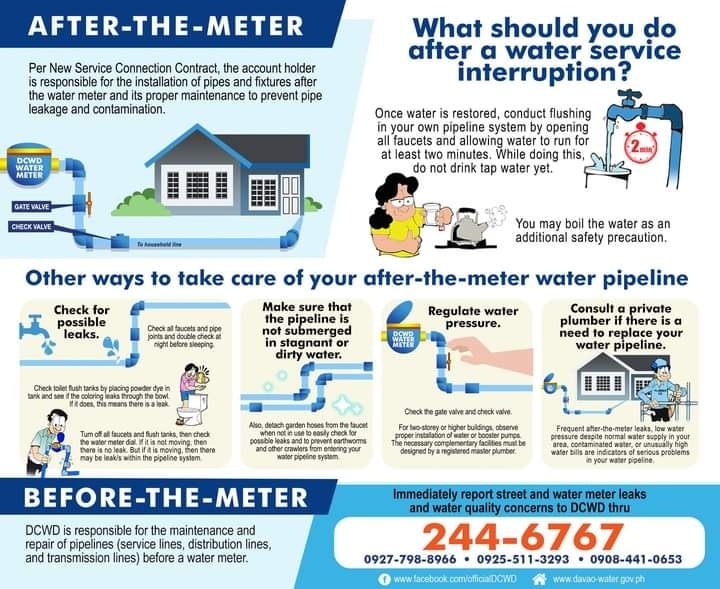 AFTER-THE-METER
Per New Service Connection Contract, the account holder
is responsible for the installation of pipes and fixtures after
the water meter and its proper maintenance to prevent pipe
leakage and contamination.
DCWD
WATER
METER
GATE VALVE
CHECK VALVE
To household line
What should you do
after a water service
interruption?
Once water is restored, conduct flushing
in your own pipeline system by opening
all faucets and allowing water to run for
at least two minutes. While doing this,
do not drink tap water yet.
2min
You may boil the water as an
additional safety precaution.
Other ways to take care of your after-the-meter water pipeline
Check for
possible
leaks.
Check all faucets and pipe
joints and double check at
night before sleeping.
Check toilet flush tanks by placing powder dye in
tank and see if the coloring leaks through the bowl.
If it does, this means there is a leak.
Turn off all faucets and flush tanks, then check
the water meter dial. If it is not moving, then
there is no leak. But if it is moving, then there
may be leak/s within the pipeline system.
Make sure that
the pipeline is
not submerged
in stagnant or
dirty water.
Also, detach garden hoses from the faucet
when not in use to easily check for
possible leaks and to prevent earthworms
and other crawlers from entering your
water pipeline system.
Regulate water
pressure.
DCWD
WATER
METER
Check the gate valve and check valve.
For two-storey or higher buildings, observe
proper installation of water or booster pumps.
The necessary complementary facilities must be
designed by a registered master plumber.
Consult a private
plumber if there is a
need to replace your
water pipeline.
Frequent after-the-meter leaks, low water
pressure despite normal water supply in your
area, contaminated water, or unusually high
water bills are indicators of serious problems
in your water pipeline.
BEFORE-THE-METER
DCWD is responsible for the maintenance and
repair of pipelines (service lines, distribution lines,
and transmission lines) before a water meter.
Immediately report street and water meter leaks
and water quality concerns to DCWD thru
244-6767
0927-798-8966 • 0925-511-3293 • 0908-441-0653
www.facebook.com/officialDCWD www.davao-water.gov.ph